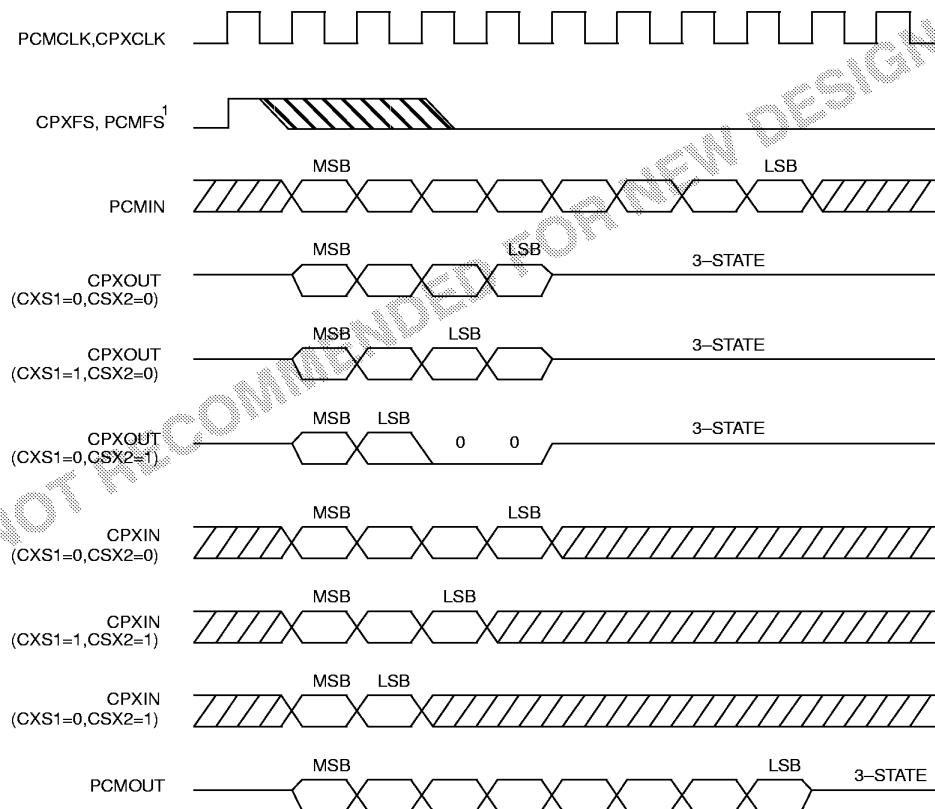 PCMCLK,CPXCLK
CPXFS, PCMFS1
MSB LSB
PCMIN
MSB LSB 3–STATE
CPXOUT
(CXS1=0,CSX2=0)
MSB LSB 3–STATE
CPXOUT
(CXS1=1,CSX2=0)
MSB LSB 0 0 3–STATE
CPXOUT
(CXS1=0,CSX2=1)
MSB LSB
CPXIN
(CXS1=0,CSX2=0)
MSB LSB
CPXIN
(CXS1=1,CSX2=1)
MSB LSB
CPXIN
(CXS1=0,CSX2=1)
MSB LSB 3–STATE
PCMOUT
NOT RECOMMENDED FOR NEW DESIGN